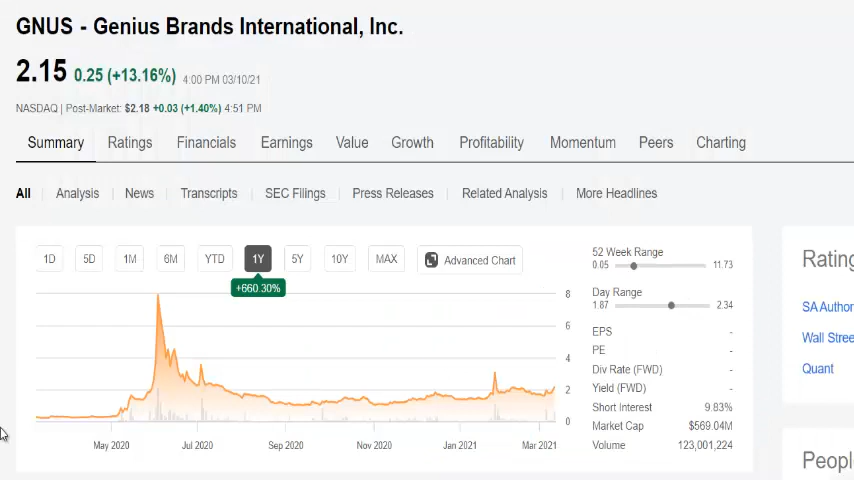 GNUS - Genius Brands International, Inc.
2.15 0.25 (+13.16%) 4:00 PM 03/10/21
NASDAQ | Post-Market: $2.18 +0.03 (+1.40%) 4:51 PM
Summary Ratings Financials Earnings Value Growth Profitability Momentum Peers Charting
All Analysis News Transcripts SEC Filings Press Releases Related Analysis More Headlines
1D 5D 1M 6M YTD 1Y 5Y 10Y MAX Advanced Chart
+660.30%
8
6
4
2
0
May 2020 Jul 2020 Sep 2020 Nov 2020 Jan 2021 Mar 2021
52 Week Range
0.05 11.73
Day Range
1.87 2.34
EPS -
PE -
Div Rate (FWD) -
Yield (FWD) -
Short Interest 9.83%
Market Cap $569.04M
Volume 123,001,224
Rating
SA Author
Wall Stree
Quant
Peopl